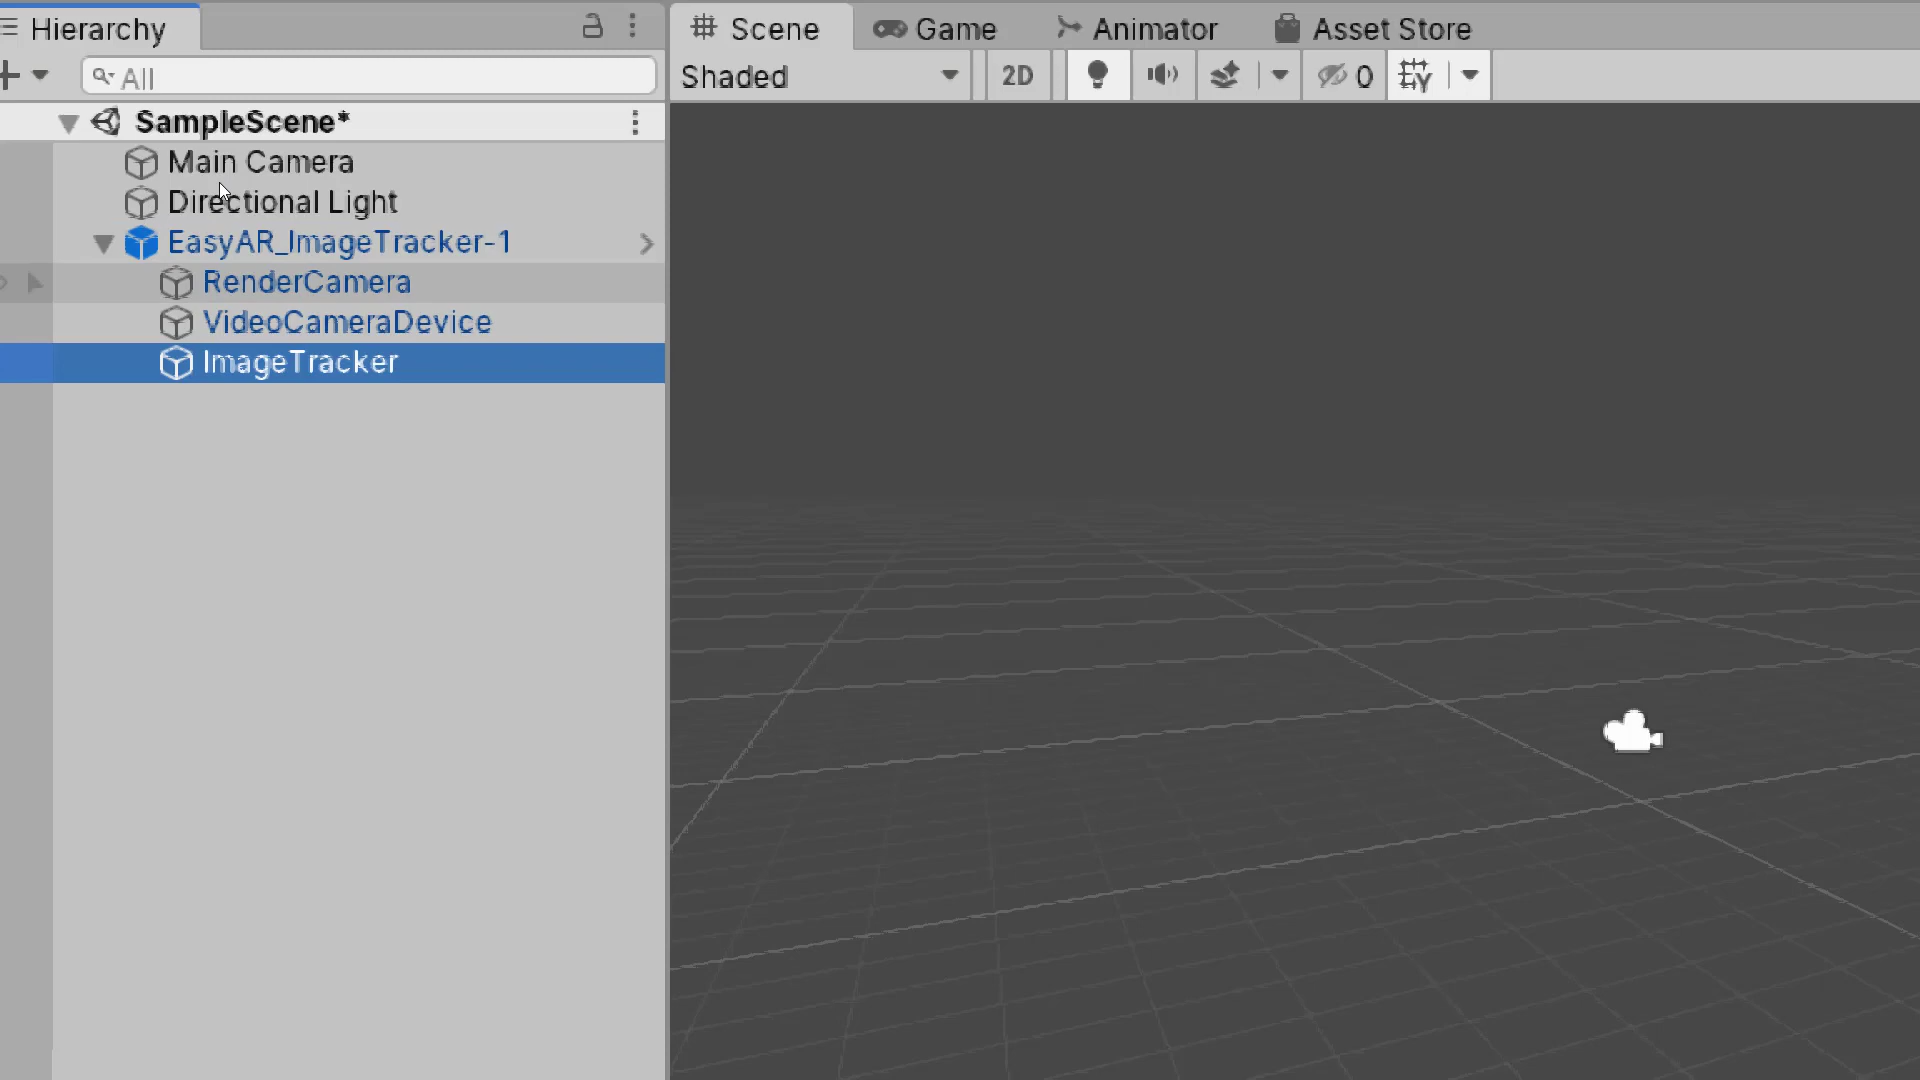 Hierarchy
All
SampleScene*
Main Camera
Directional Light
EasyAR_ImageTracker-1
RenderCamera
VideoCameraDevice
ImageTracker
Scene Game Animator Asset Store
Shaded 2D 0